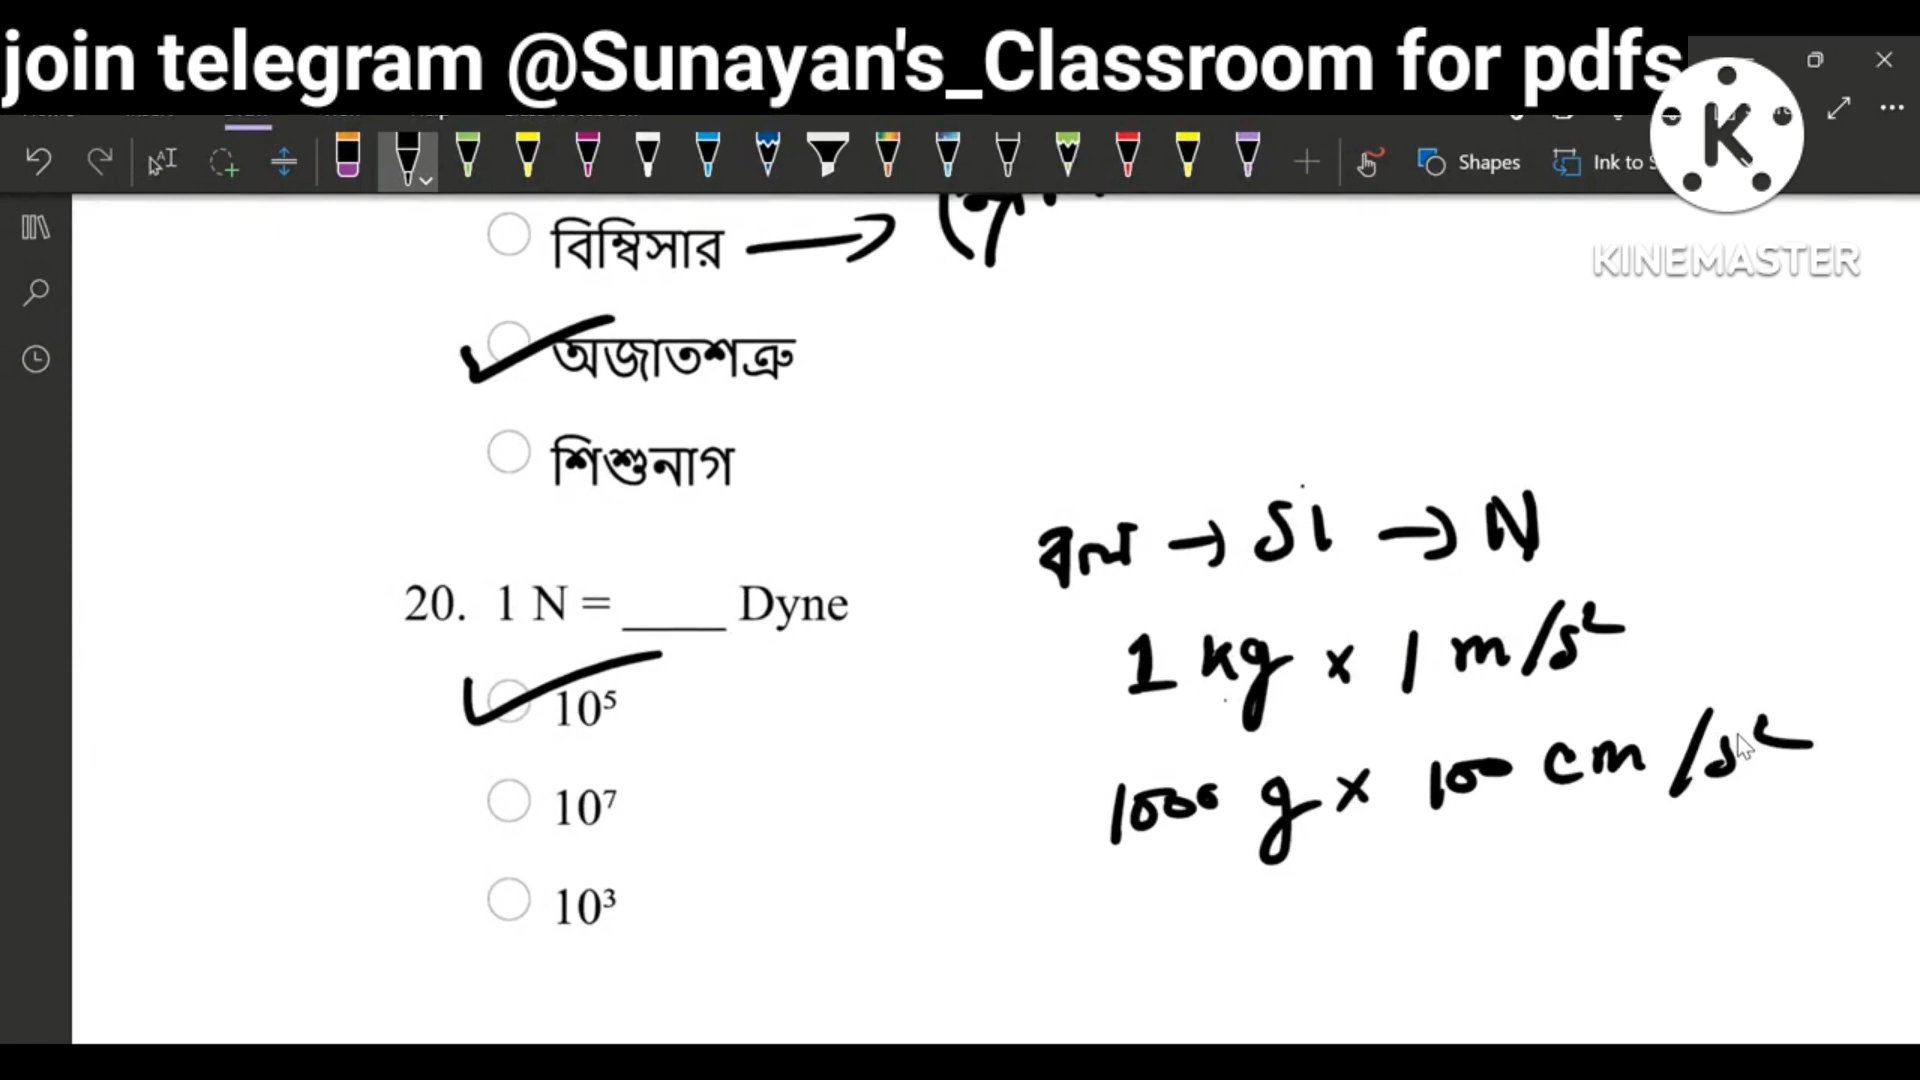 join telegram @Sunayan's_Classroom for pdfs
Shapes
Ink to S
KINEMASTER
বিম্বিসার →
অজাতশত্রু
শিশুনাগ
বল → SI → N
20. 1 N = ____ Dyne
1 kg × 1 m/s²
10⁵
1000 g × 100 cm/s²
10⁷
10³